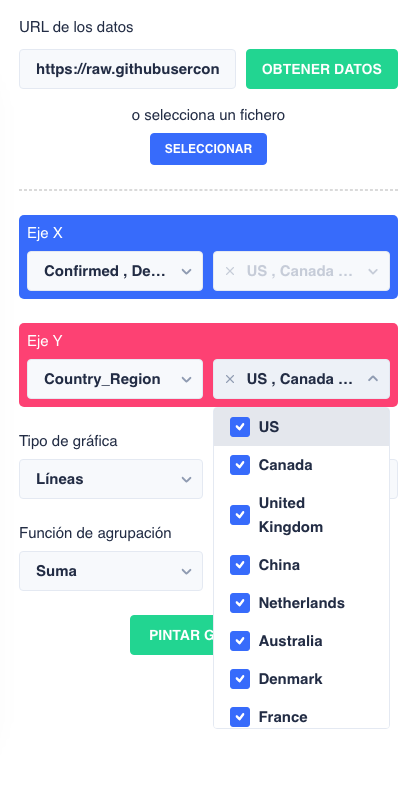 URL de los datos
https://raw.githubusercon
OBTENER DATOS
o selecciona un fichero
SELECCIONAR
Eje X
Confirmed , De...
× US , Canada ...
Eje Y
Country_Region
× US , Canada ...
US
Canada
United
Kingdom
China
Netherlands
Australia
Denmark
France
Tipo de gráfica
Líneas
Función de agrupación
Suma
PINTAR G